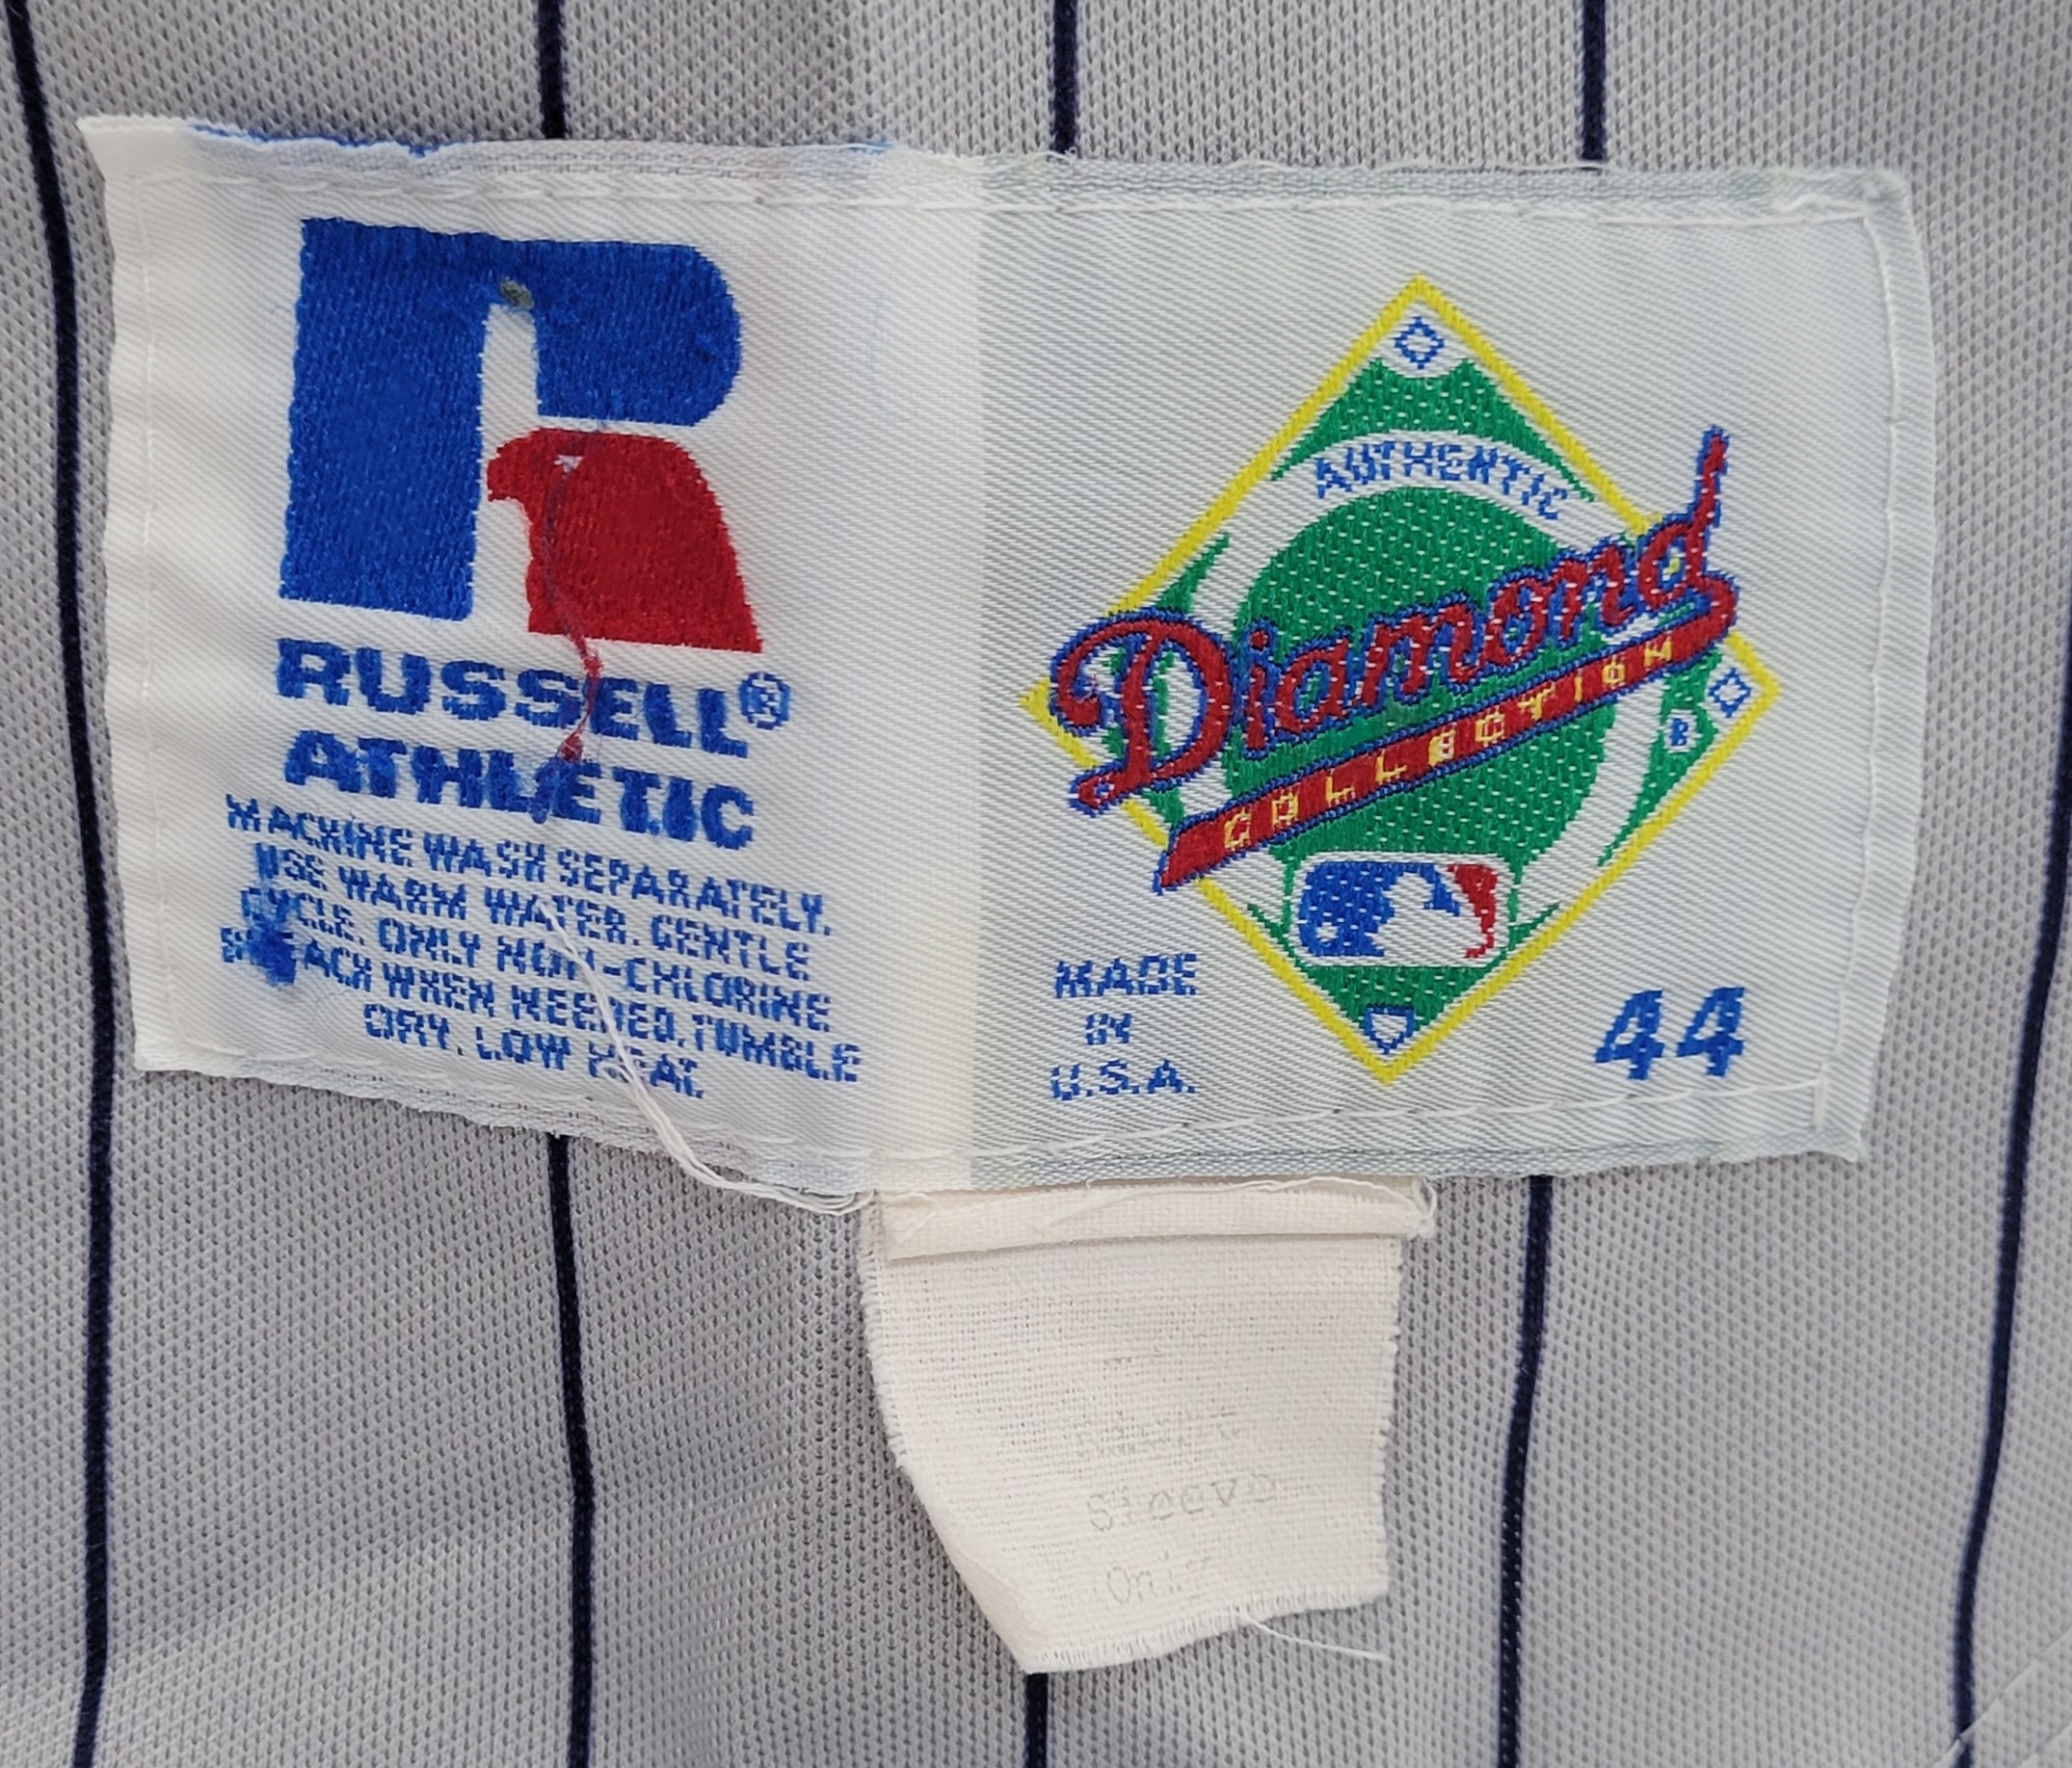 RUSSELL®
ATHLETIC
MACHINE WASH SEPARATELY.
USE WARM WATER. GENTLE
CYCLE. ONLY NON-CHLORINE
BLEACH WHEN NEEDED. TUMBLE
DRY. LOW HEAT.
AUTHENTIC
Diamond
COLLECTION
®
MADE
IN
U.S.A.
44
Sleeve